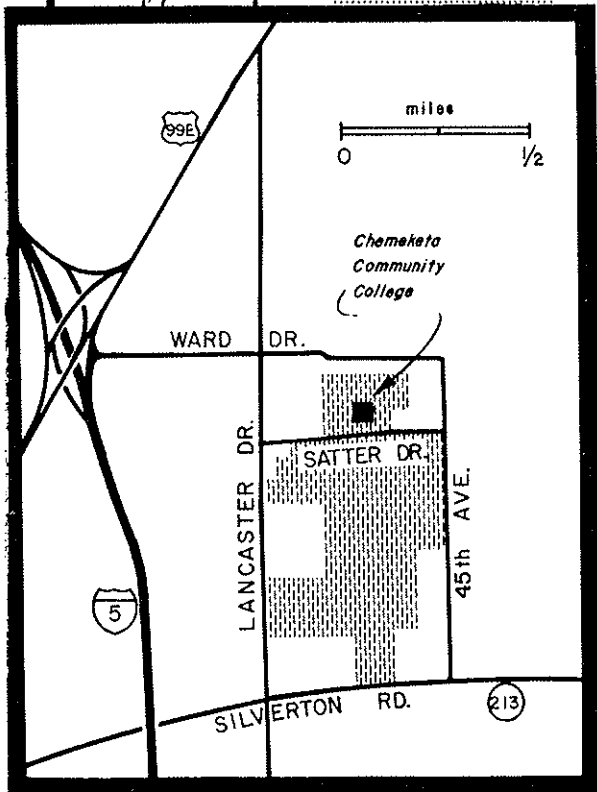 99E
miles
0 1/2
Chemeketa
Community
College
WARD DR.
LANCASTER DR.
SATTER DR.
45th AVE.
5
SILVERTON RD.
213